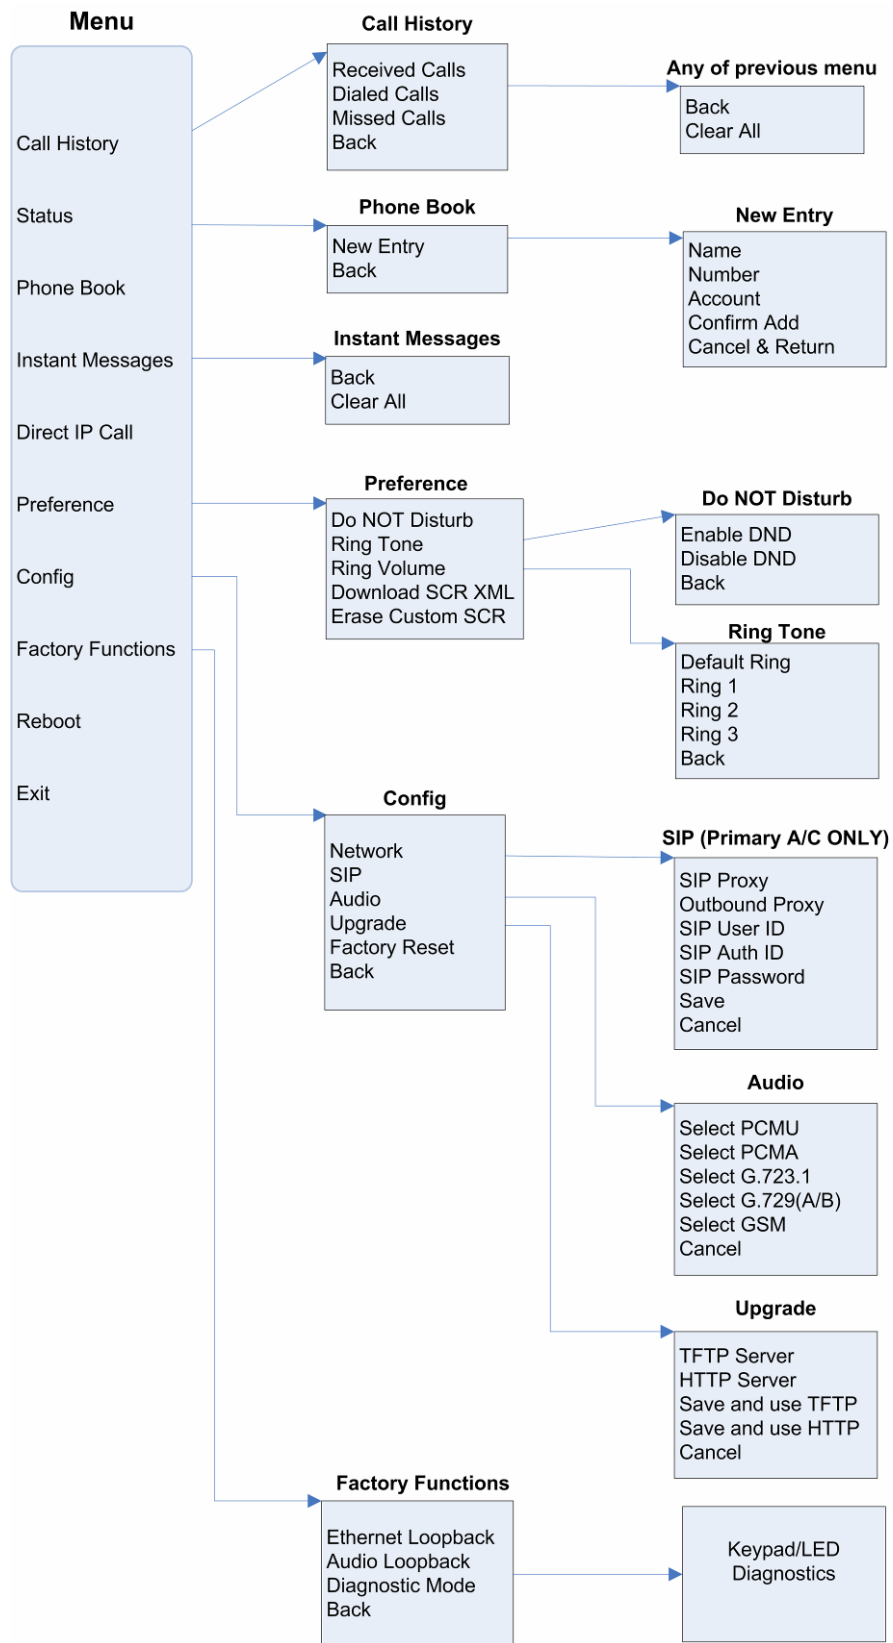 Menu
Call History
Status
Phone Book
Instant Messages
Direct IP Call
Preference
Config
Factory Functions
Reboot
Exit
Call History
Received Calls
Dialed Calls
Missed Calls
Back
Any of previous menu
Back
Clear All
Phone Book
New Entry
Back
New Entry
Name
Number
Account
Confirm Add
Cancel & Return
Instant Messages
Back
Clear All
Preference
Do NOT Disturb
Ring Tone
Ring Volume
Download SCR XML
Erase Custom SCR
Do NOT Disturb
Enable DND
Disable DND
Back
Ring Tone
Default Ring
Ring 1
Ring 2
Ring 3
Back
Config
Network
SIP
Audio
Upgrade
Factory Reset
Back
SIP (Primary A/C ONLY)
SIP Proxy
Outbound Proxy
SIP User ID
SIP Auth ID
SIP Password
Save
Cancel
Audio
Select PCMU
Select PCMA
Select G.723.1
Select G.729(A/B)
Select GSM
Cancel
Upgrade
TFTP Server
HTTP Server
Save and use TFTP
Save and use HTTP
Cancel
Factory Functions
Ethernet Loopback
Audio Loopback
Diagnostic Mode
Back
Keypad/LED
Diagnostics